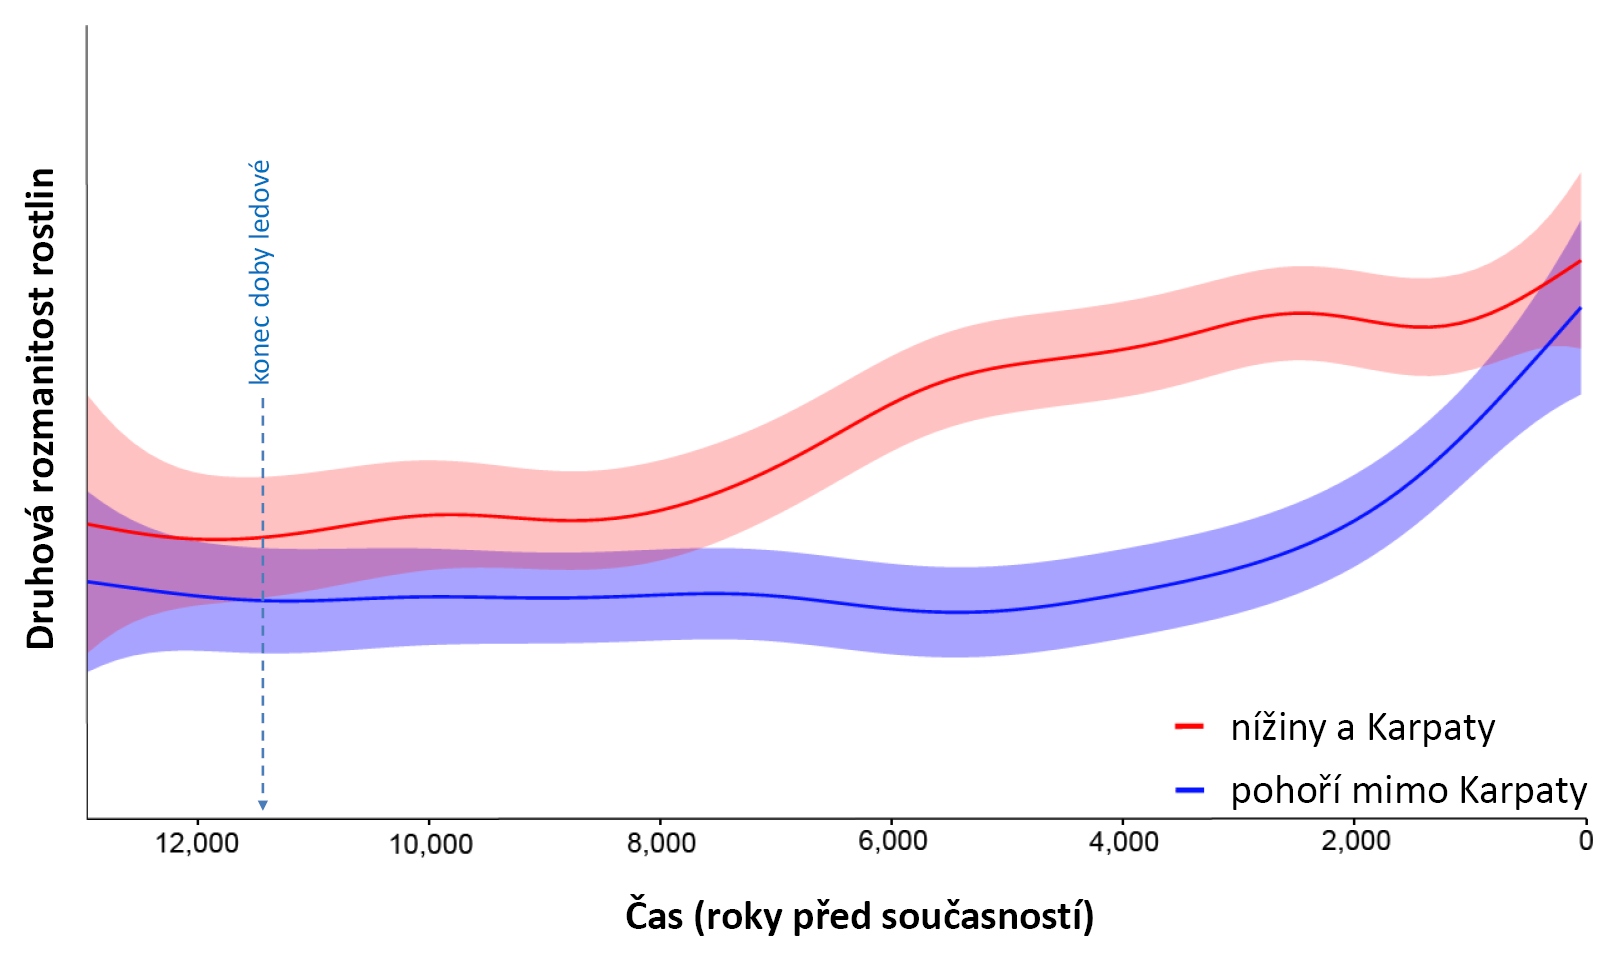 Druhová rozmanitost rostlin
konec doby ledové
nížiny a Karpaty
pohoří mimo Karpaty
12,000 10,000 8,000 6,000 4,000 2,000 0
Čas (roky před současností)